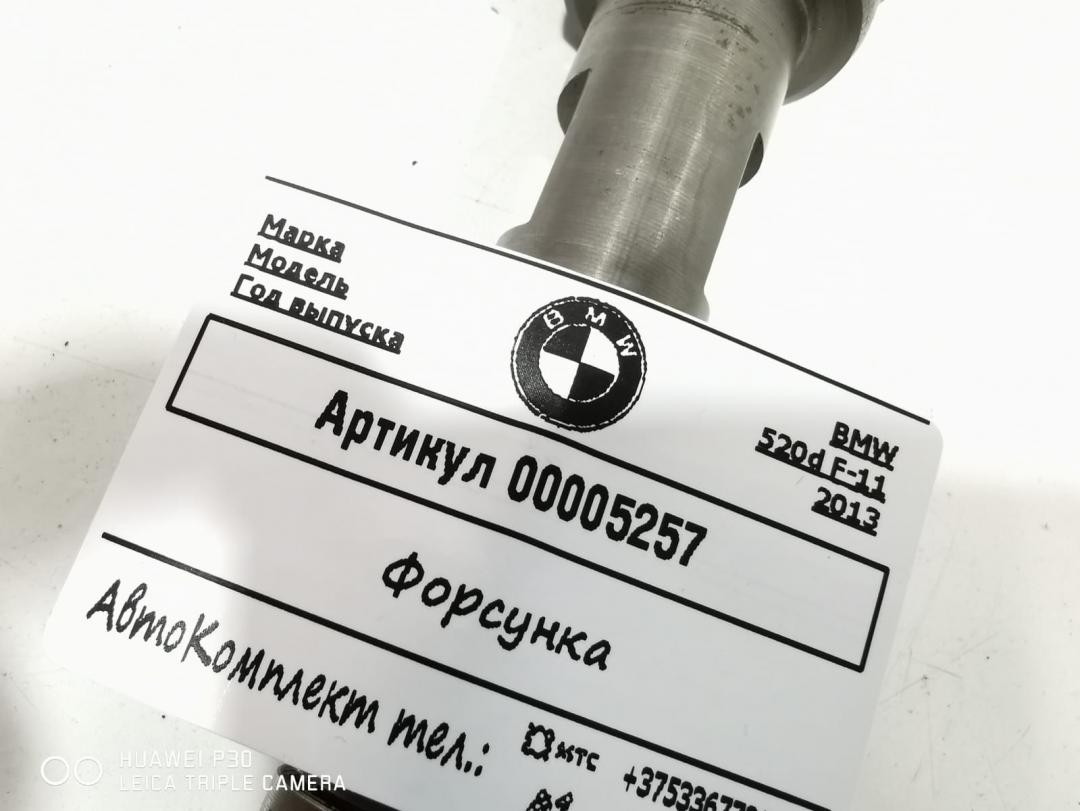 Марка
Модель
Год выпуска
BMW
BMW
520d F-11
2013
Артикул 00005257
Форсунка
АвтоКомплект тел.:
мтс
HUAWEI P30
LEICA TRIPLE CAMERA